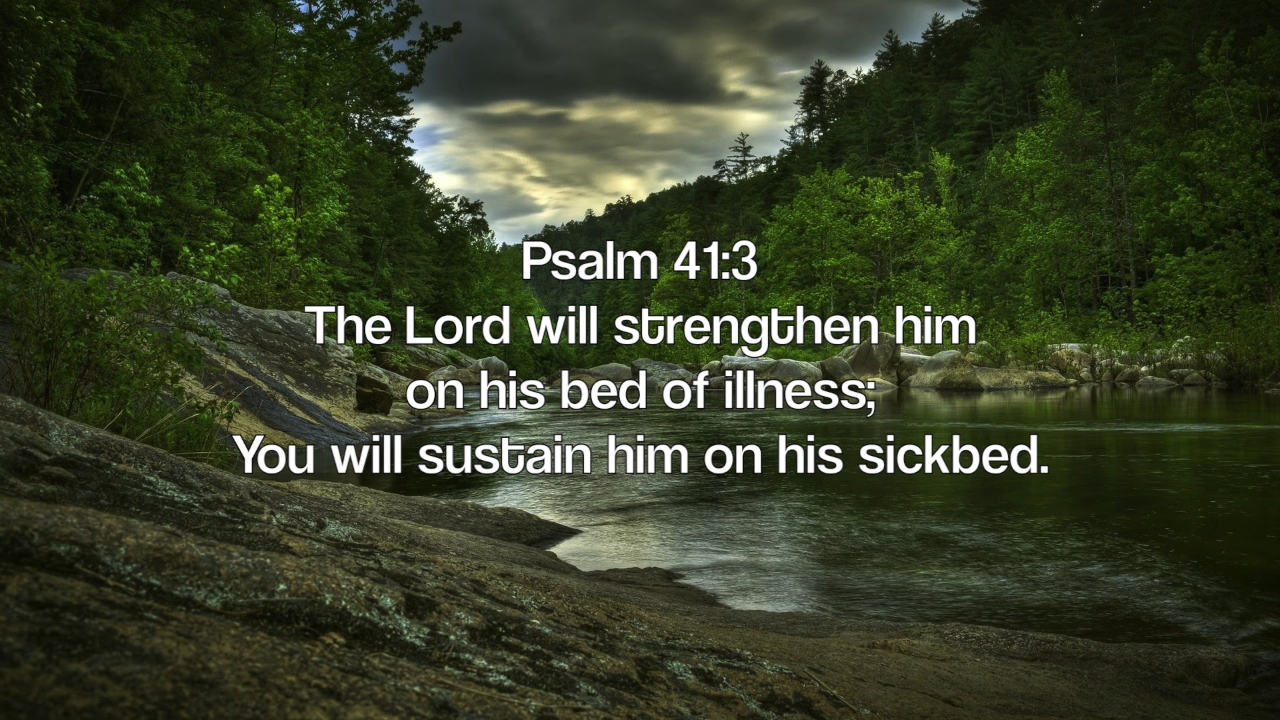 Psalm 41:3
The Lord will strengthen him
on his bed of illness;
You will sustain him on his sickbed.